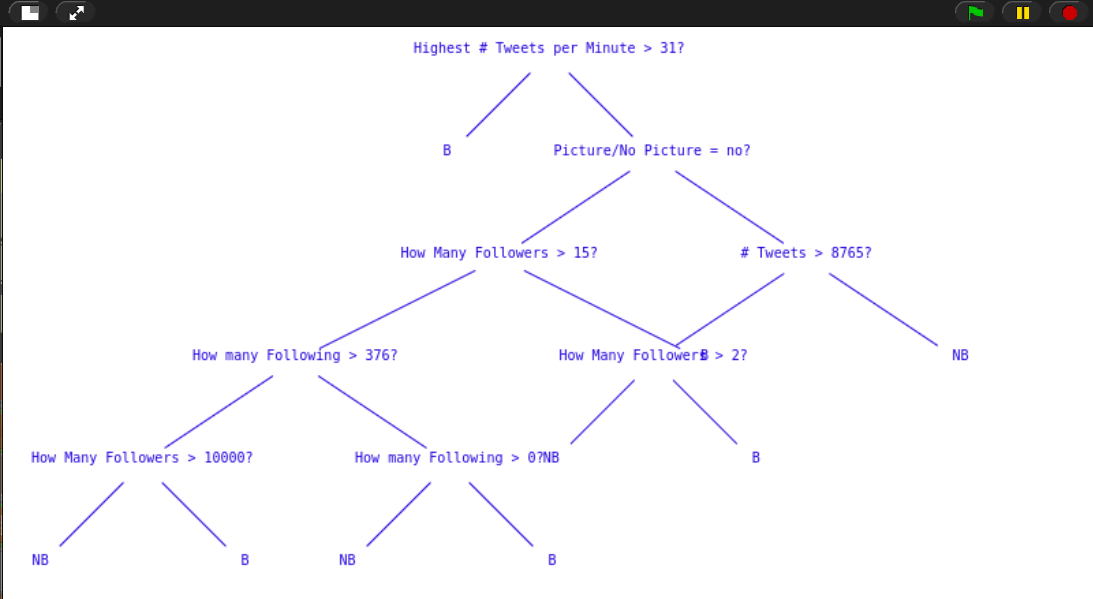 Highest # Tweets per Minute > 31?
B
Picture/No Picture = no?
How Many Followers > 15?
# Tweets > 8765?
How many Following > 376?
How Many Followers > 2?
B
NB
How Many Followers > 10000?
How many Following > 0?
NB
B
NB
B
NB
B